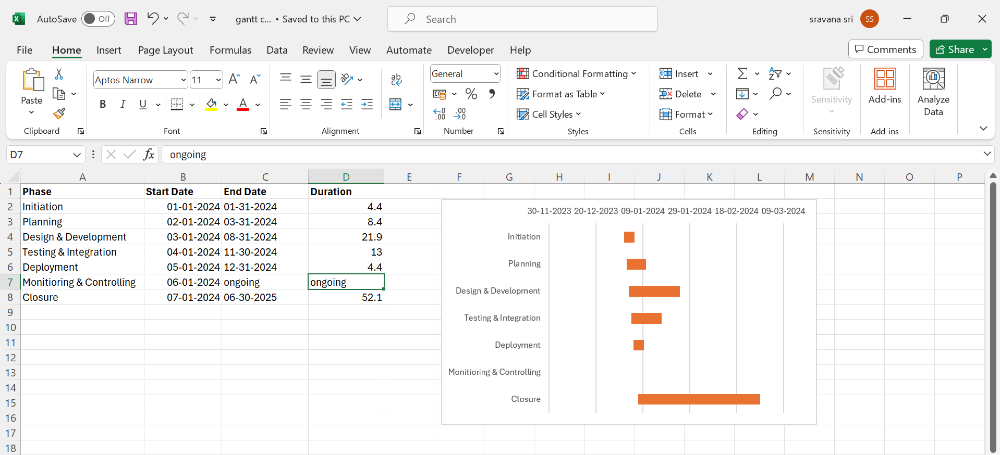 AutoSave Off gantt c... • Saved to this PC Search sravana sri SS
File Home Insert Page Layout Formulas Data Review View Automate Developer Help Comments Share
Paste Aptos Narrow 11 General Conditional Formatting Insert Sensitivity Add-ins Analyze Data
B I U A Format as Table Delete
Cell Styles Format
Clipboard Font Alignment Number Styles Cells Editing Sensitivity Add-ins
D7 fx ongoing
A B C D E F G H I J K L M N O P
1 Phase Start Date End Date Duration
2 Initiation 01-01-2024 01-31-2024 4.4
3 Planning 02-01-2024 03-31-2024 8.4
4 Design & Development 03-01-2024 08-31-2024 21.9
5 Testing & Integration 04-01-2024 11-30-2024 13
6 Deployment 05-01-2024 12-31-2024 4.4
7 Monitioring & Controlling 06-01-2024 ongoing ongoing
8 Closure 07-01-2024 06-30-2025 52.1
9
10
11
12
13
14
15
16
17
18
30-11-2023 20-12-2023 09-01-2024 29-01-2024 18-02-2024 09-03-2024
Initiation
Planning
Design & Development
Testing & Integration
Deployment
Monitioring & Controlling
Closure